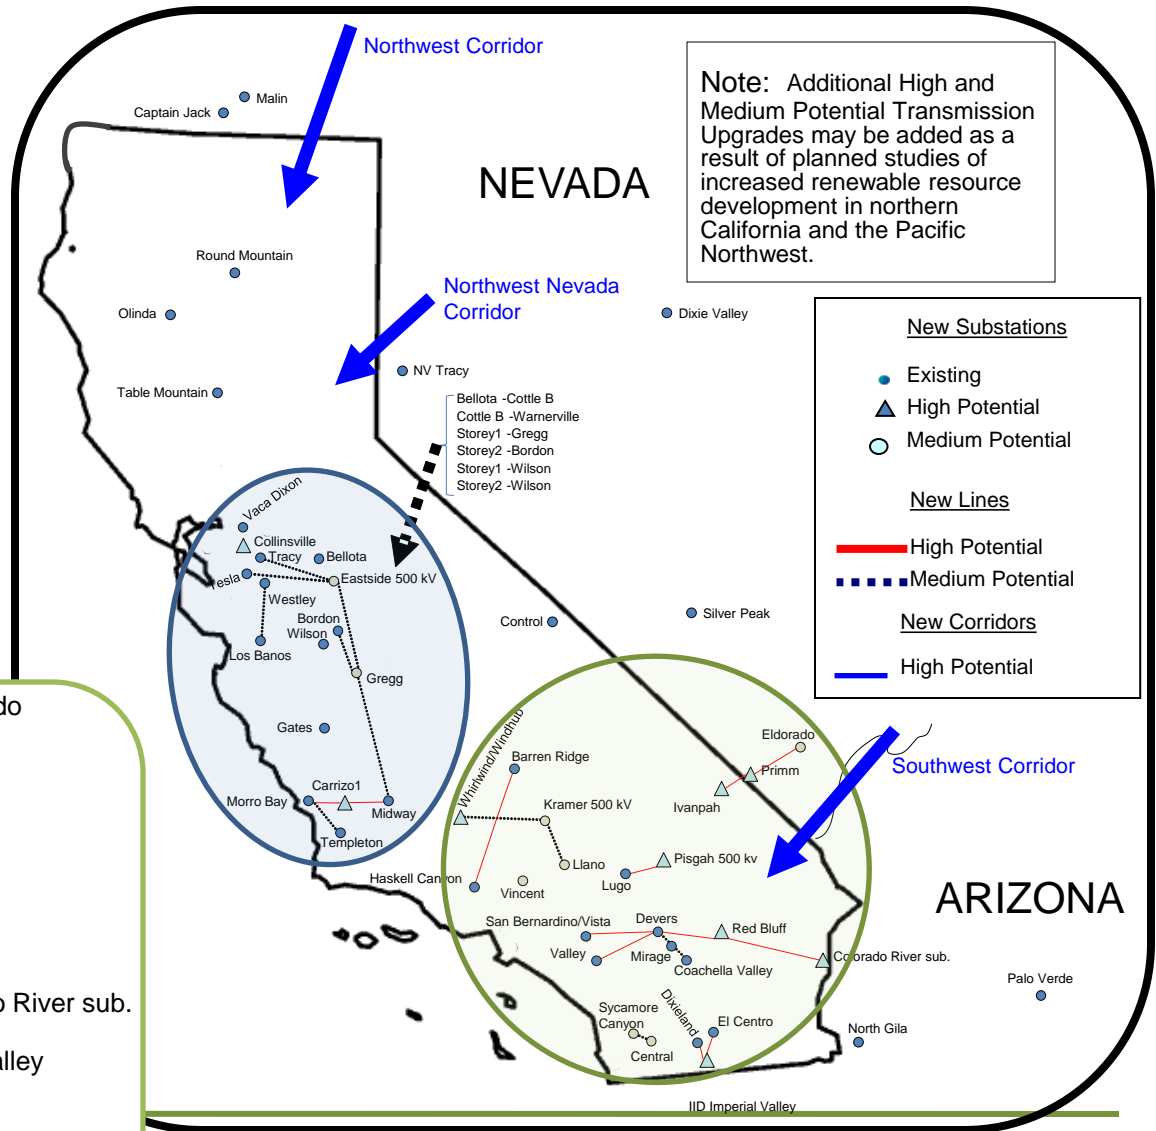 Northwest Corridor
Malin
Captain Jack
NEVADA
Note: Additional High and
Medium Potential Transmission
Upgrades may be added as a
result of planned studies of
increased renewable resource
development in northern
California and the Pacific
Northwest.
Round Mountain
Northwest Nevada
Corridor
Olinda
Dixie Valley
NV Tracy
Table Mountain
Bellota -Cottle B
Cottle B -Warnerville
Storey1 -Gregg
Storey2 -Bordon
Storey1 -Wilson
Storey2 -Wilson
New Substations
Existing
High Potential
Medium Potential
New Lines
High Potential
Medium Potential
New Corridors
High Potential
Vaca Dixon
Collinsville
Tracy
Bellota
Tesla
Eastside 500 kV
Westley
Bordon
Wilson
Los Banos
Gregg
Gates
Carrizo1
Morro Bay
Midway
Templeton
Control
Silver Peak
Southwest Corridor
Whirlwind/Windhub
Barren Ridge
Eldorado
Primm
Ivanpah
Kramer 500 kV
Llano
Pisgah 500 kv
Lugo
Haskell Canyon
Vincent
ARIZONA
San Bernardino/Vista
Devers
Red Bluff
Valley
Mirage
Coachella Valley
Colorado River sub.
Palo Verde
Sycamore
Canyon
Central
Dixieland
El Centro
North Gila
IID Imperial Valley
do
o River sub.
alley